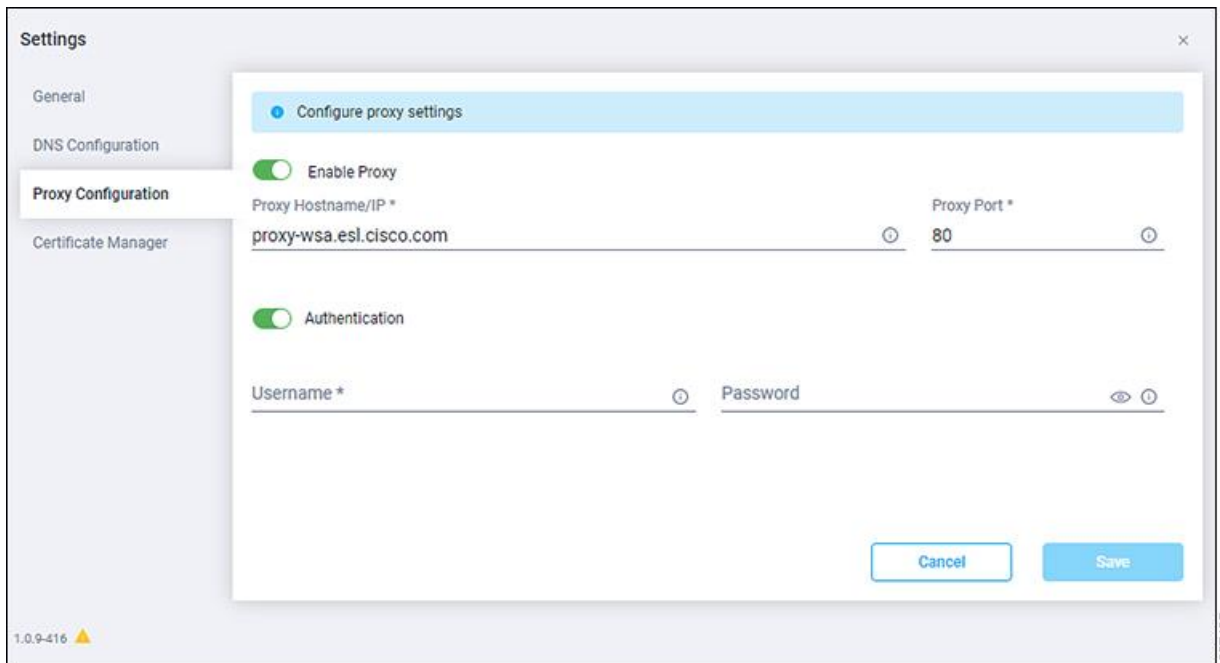 Settings
General
DNS Configuration
Proxy Configuration
Certificate Manager
Configure proxy settings
Enable Proxy
Proxy Hostname/IP *
Proxy Port *
proxy-wsa.esl.cisco.com
80
Authentication
Username *
Password
Cancel
Save
1.0.9-416